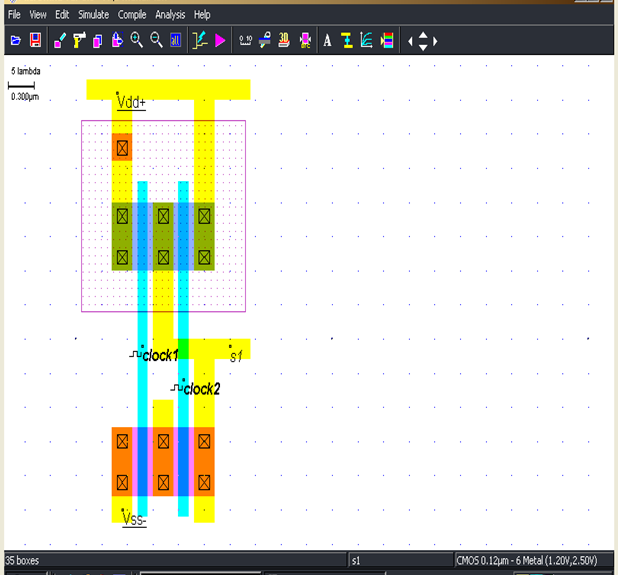 File View Edit Simulate Compile Analysis Help
0.10 3D A
5 lambda
0.300µm
Vdd+
clock1
s1
clock2
Vss-
35 boxes s1 CMOS 0.12µm - 6 Metal (1.20V,2.50V)